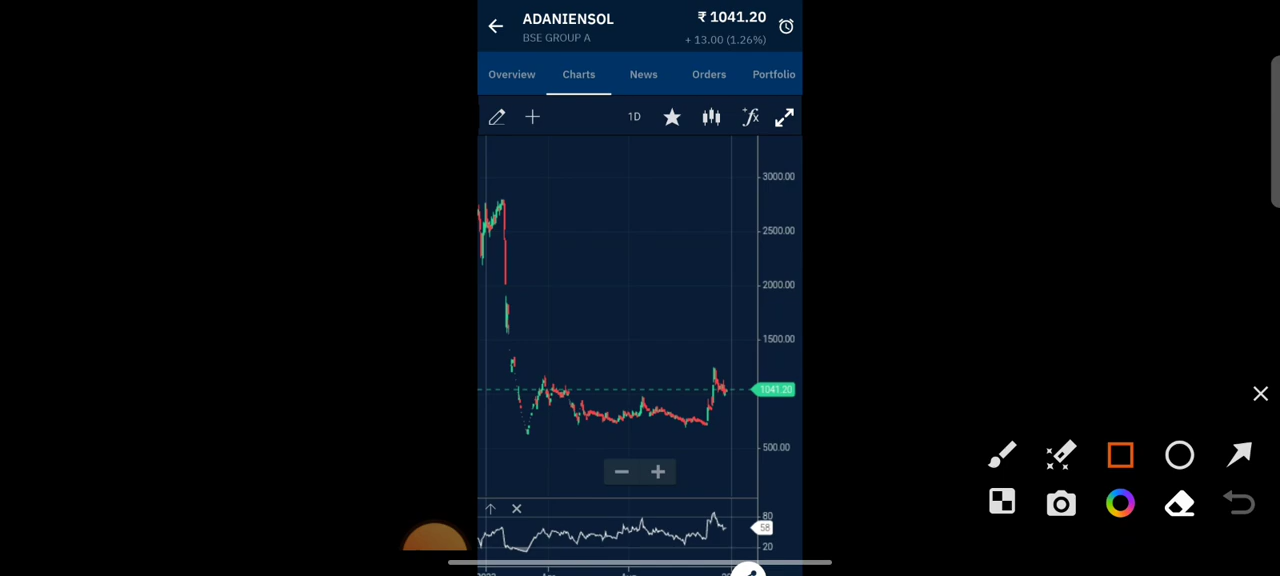 ADANIENSOL
₹ 1041.20
BSE GROUP A
+ 13.00 (1.26%)
Overview Charts News Orders Portfolio
1D
fx
3000.00
2500.00
2000.00
1500.00
1041.20
500.00
80
58
20